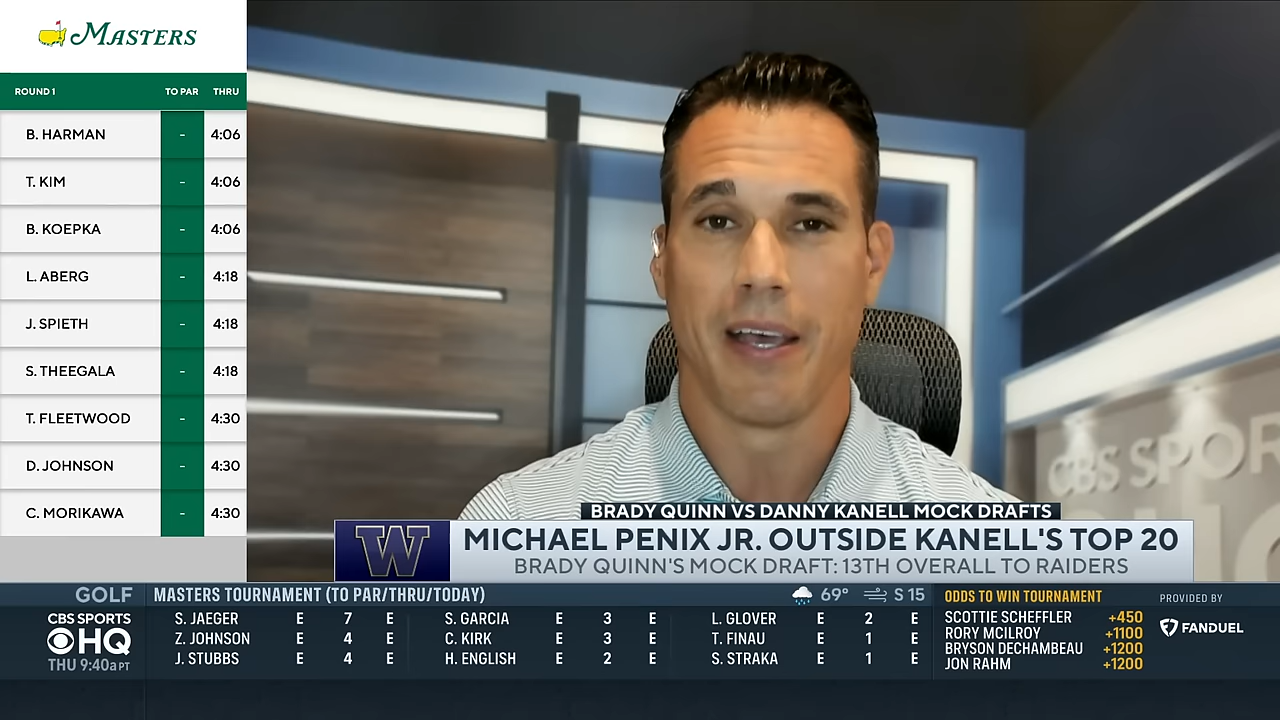 MASTERS
ROUND 1 TO PAR THRU
B. HARMAN - 4:06
T. KIM - 4:06
B. KOEPKA - 4:06
L. ABERG - 4:18
J. SPIETH - 4:18
S. THEEGALA - 4:18
T. FLEETWOOD - 4:30
D. JOHNSON - 4:30
C. MORIKAWA - 4:30
CBS SPOR
BRADY QUINN VS DANNY KANELL MOCK DRAFTS
W
MICHAEL PENIX JR. OUTSIDE KANELL'S TOP 20
BRADY QUINN'S MOCK DRAFT: 13TH OVERALL TO RAIDERS
GOLF
CBS SPORTS
HQ
THU 9:40a PT
MASTERS TOURNAMENT (TO PAR/THRU/TODAY) 69° S 15
S. JAEGER E 7 E S. GARCIA E 3 E L. GLOVER E 2 E
Z. JOHNSON E 4 E C. KIRK E 3 E T. FINAU E 1 E
J. STUBBS E 4 E H. ENGLISH E 2 E S. STRAKA E 1 E
ODDS TO WIN TOURNAMENT
SCOTTIE SCHEFFLER +450
RORY MCILROY +1100
BRYSON DECHAMBEAU +1200
JON RAHM +1200
PROVIDED BY
FANDUEL